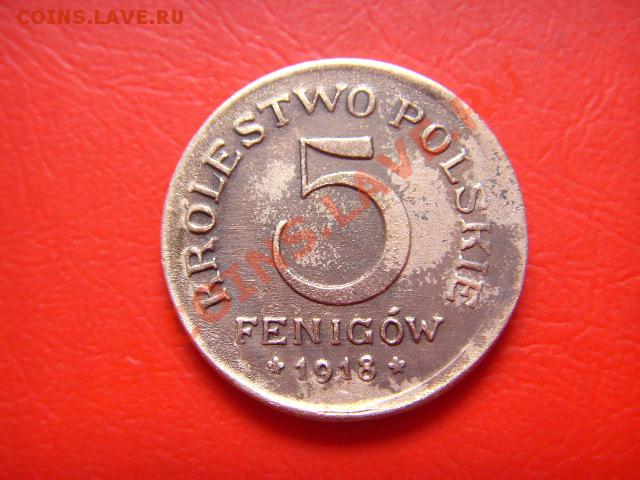 COINS.LAVE.RU
KRÓLESTWO POLSKIE
5
FENIGÓW
* 1918 *
COINS.LAVE.RU